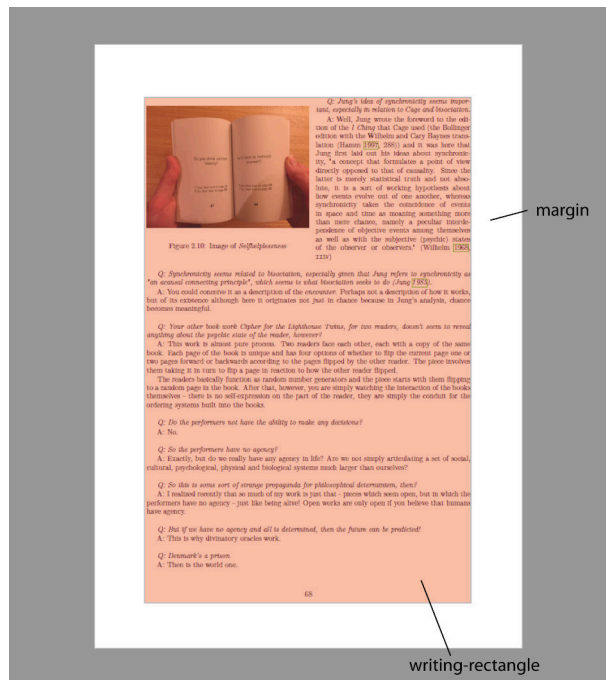 Q: Jung's idea of synchronicity seems impor-
tant, especially in relation to Cage and bisociation.
A: Well, Jung wrote the foreword to the edi-
tion of the I Ching that Cage used (the Bollinger
edition with the Wilhelm and Cary Baynes trans-
lation (Hamm 1997, 288)) and it was here that
Jung first laid out his ideas about synchronic-
ity, "a concept that formulates a point of view
directly opposed to that of causality. Since the
latter is merely statistical truth and not abso-
lute, it is a sort of working hypothesis about
how events evolve out of one another, whereas
synchronicity takes the coincidence of events
in space and time as meaning something more
than mere chance, namely a peculiar interde-
pendence of objective events among themselves
as well as with the subjective (psychic) states
of the observer or observers." (Wilhelm 1968,
xxiv)
Figure 2.10: Image of Selfhelplessness
Q: Synchronicity seems related to bisociation, especially given that Jung refers to synchronicity as
"an acausal connecting principle", which seems to what bisociation seeks to do (Jung 1985).
A: You could conceive it as a description of the encounter. Perhaps not a description of how it works,
but of its existence although here it originates not just in chance because in Jung's analysis, chance
becomes meaningful.
Q: Your other book work Cipher for the Lighthouse Twins, for two readers, doesn't seem to reveal
anything about the psychic state of the reader, however?
A: This work is almost pure process. Two readers face each other, each with a copy of the same
book. Each page of the book is unique and has four options of whether to flip the current page one or
two pages forward or backwards according to the pages flipped by the other reader. The piece involves
them taking it in turn to flip a page in reaction to how the other reader flipped.
The readers basically function as random number generators and the piece starts with them flipping
to a random page in the book. After that, however, you are simply watching the interaction of the books
themselves – there is no self-expression on the part of the reader, they are simply the conduit for the
ordering systems built into the books.
Q: Do the performers not have the ability to make any decisions?
A: No.
Q: So the performers have no agency?
A: Exactly, but do we really have any agency in life? Are we not simply articulating a set of social,
cultural, psychological, physical and biological systems much larger than ourselves?
Q: So this is some sort of strange propaganda for philosophical determinism, then?
A: I realized recently that so much of my work is just that - pieces which seem open, but in which the
performers have no agency - just like being alive! Open works are only open if you believe that humans
have agency.
Q: But if we have no agency and all is determined, then the future can be predicted!
A: This is why divinatory oracles work.
Q: Denmark's a prison
A: Then is the world one.
68
margin
writing-rectangle